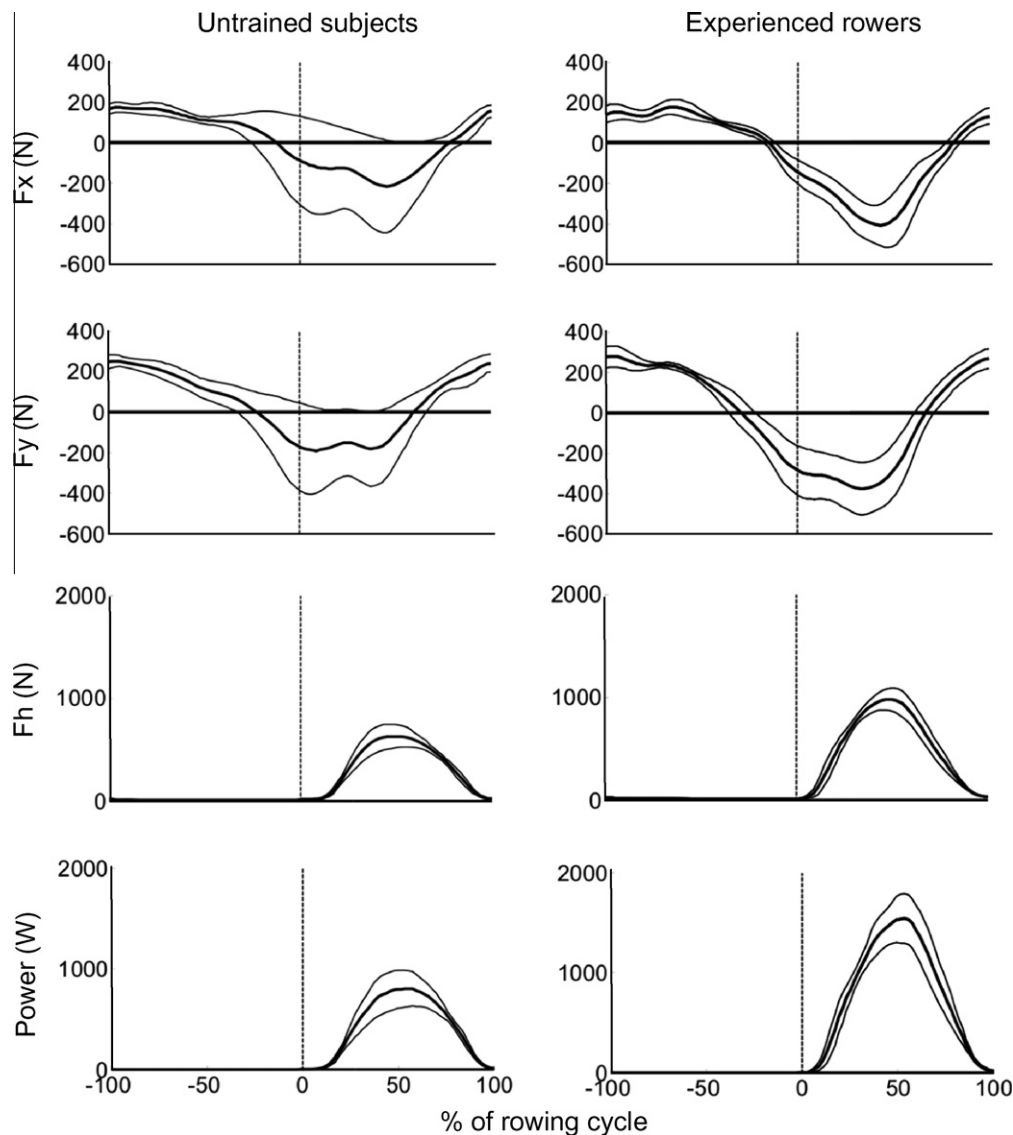 Untrained subjects Experienced rowers
Fx (N)
400 400
200 200
0 0
-200 -200
-400 -400
-600 -600
Fy (N)
400 400
200 200
0 0
-200 -200
-400 -400
-600 -600
Fh (N)
2000 2000
1000 1000
0 0
Power (W)
2000 2000
1000 1000
0 0
-100 -50 0 50 100 -100 -50 0 50 100
% of rowing cycle